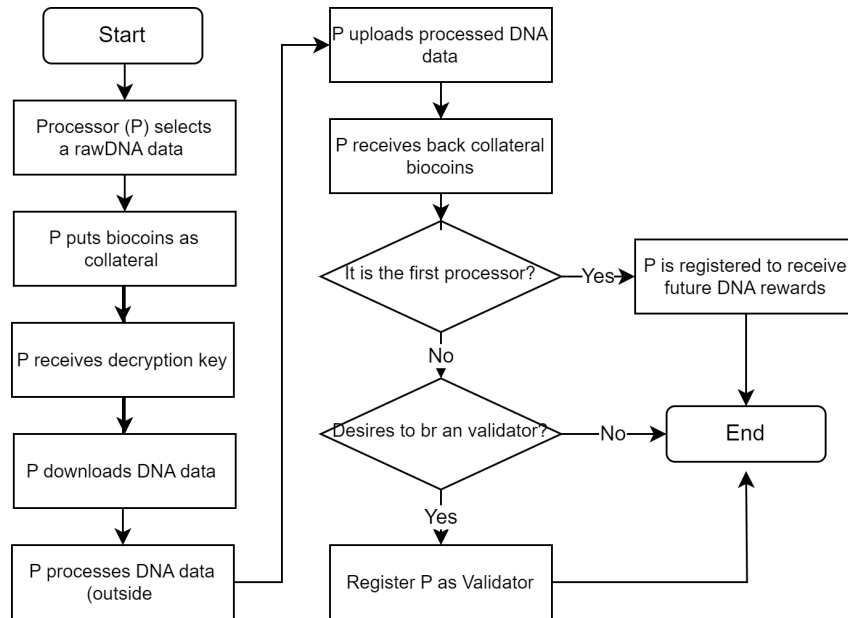 Start
Processor (P) selects
a rawDNA data
P puts biocoins as
collateral
P receives decryption key
P downloads DNA data
P processes DNA data
(outside
P uploads processed DNA
data
P receives back collateral
biocoins
It is the first processor?
Yes
P is registered to receive
future DNA rewards
No
Desires to br an validator?
No
End
Yes
Register P as Validator